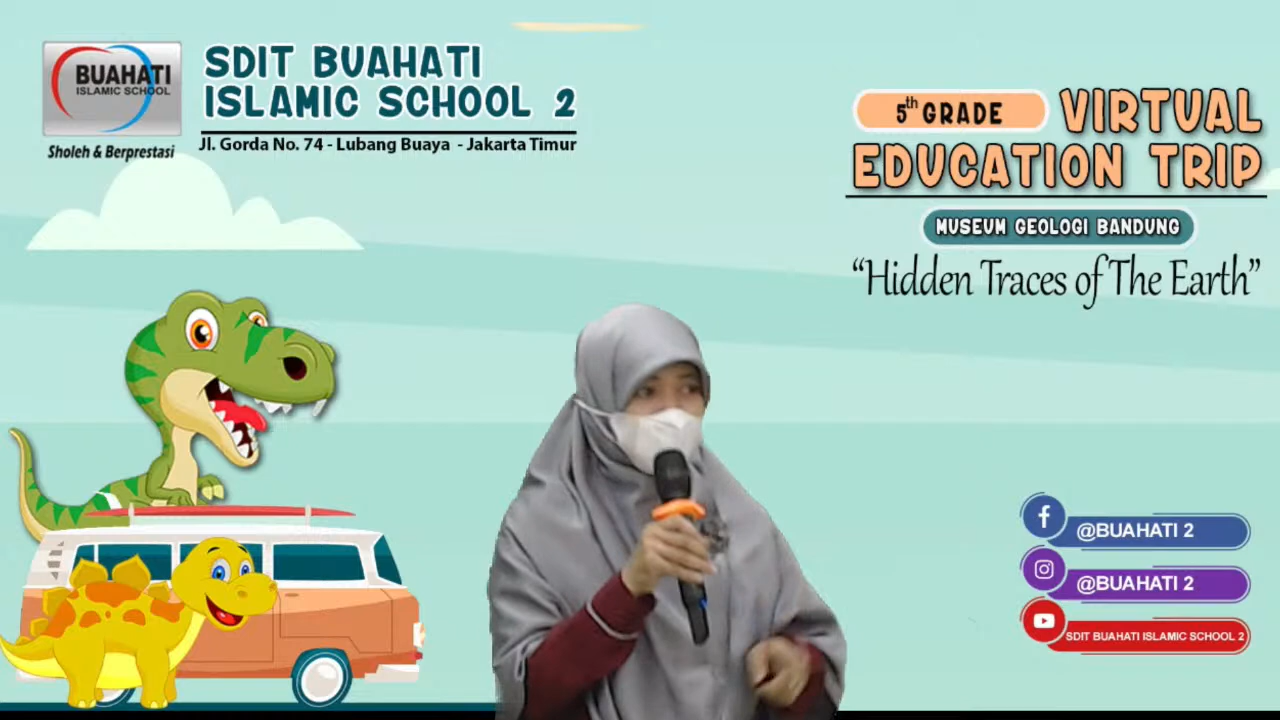 BUAHATI
ISLAMIC SCHOOL
Sholeh & Berprestasi
SDIT BUAHATI
ISLAMIC SCHOOL 2
Jl. Gorda No. 74 - Lubang Buaya - Jakarta Timur
5th GRADE VIRTUAL
EDUCATION TRIP
MUSEUM GEOLOGI BANDUNG
“Hidden Traces of The Earth”
@BUAHATI 2
@BUAHATI 2
SDIT BUAHATI ISLAMIC SCHOOL 2